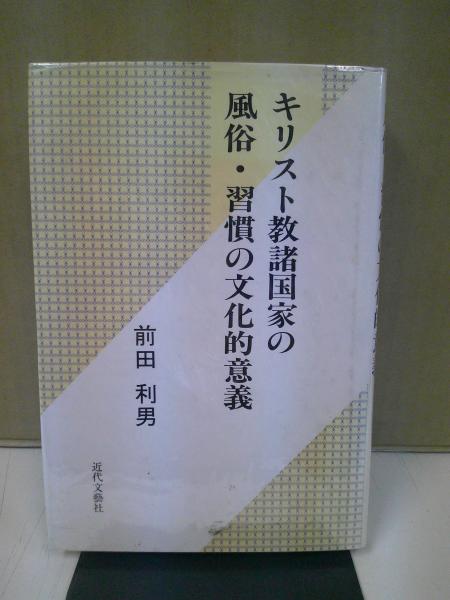 キリスト教諸国家の
風俗・習慣の文化的意義
前田 利男
近代文藝社